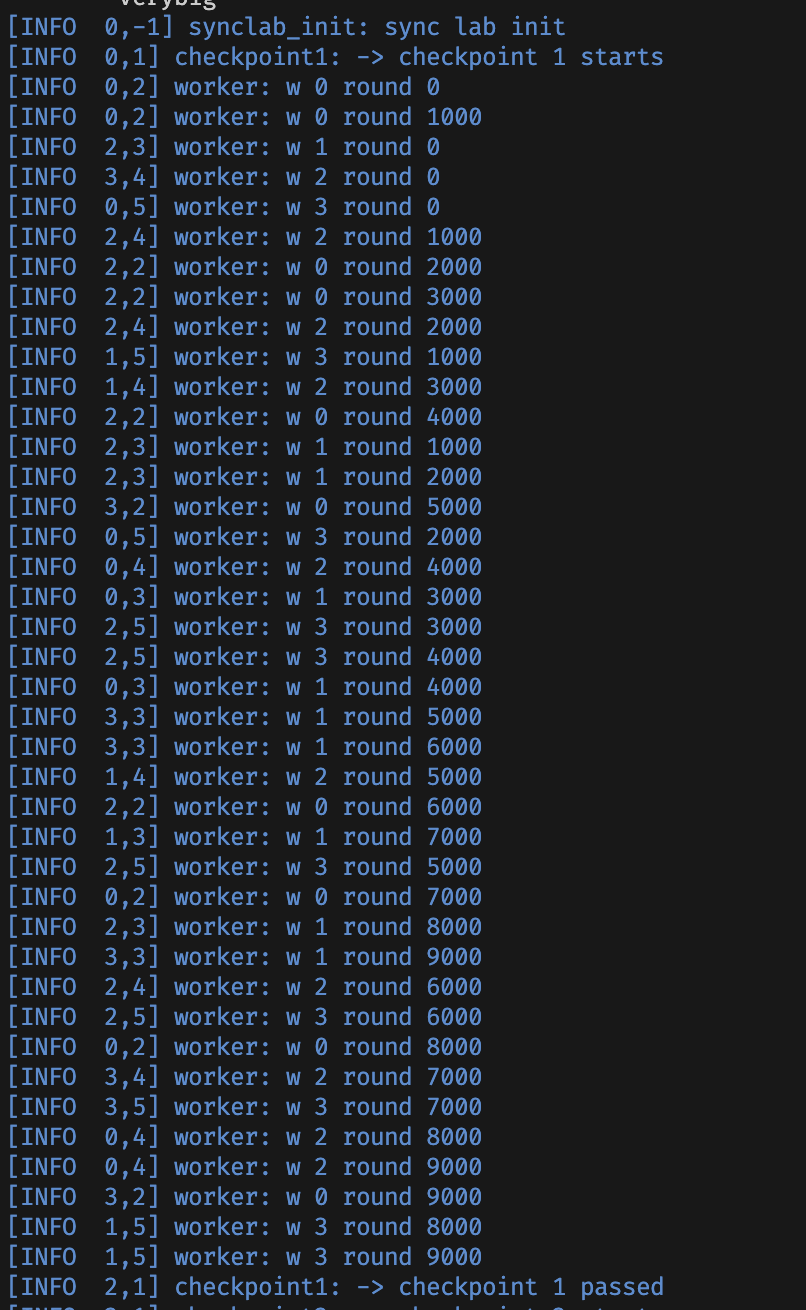 verybig
[INFO  0,-1] synclab_init: sync lab init
[INFO  0,1] checkpoint1: -> checkpoint 1 starts
[INFO  0,2] worker: w 0 round 0
[INFO  0,2] worker: w 0 round 1000
[INFO  2,3] worker: w 1 round 0
[INFO  3,4] worker: w 2 round 0
[INFO  0,5] worker: w 3 round 0
[INFO  2,4] worker: w 2 round 1000
[INFO  2,2] worker: w 0 round 2000
[INFO  2,2] worker: w 0 round 3000
[INFO  2,4] worker: w 2 round 2000
[INFO  1,5] worker: w 3 round 1000
[INFO  1,4] worker: w 2 round 3000
[INFO  2,2] worker: w 0 round 4000
[INFO  2,3] worker: w 1 round 1000
[INFO  2,3] worker: w 1 round 2000
[INFO  3,2] worker: w 0 round 5000
[INFO  0,5] worker: w 3 round 2000
[INFO  0,4] worker: w 2 round 4000
[INFO  0,3] worker: w 1 round 3000
[INFO  2,5] worker: w 3 round 3000
[INFO  2,5] worker: w 3 round 4000
[INFO  0,3] worker: w 1 round 4000
[INFO  3,3] worker: w 1 round 5000
[INFO  3,3] worker: w 1 round 6000
[INFO  1,4] worker: w 2 round 5000
[INFO  2,2] worker: w 0 round 6000
[INFO  1,3] worker: w 1 round 7000
[INFO  2,5] worker: w 3 round 5000
[INFO  0,2] worker: w 0 round 7000
[INFO  2,3] worker: w 1 round 8000
[INFO  3,3] worker: w 1 round 9000
[INFO  2,4] worker: w 2 round 6000
[INFO  2,5] worker: w 3 round 6000
[INFO  0,2] worker: w 0 round 8000
[INFO  3,4] worker: w 2 round 7000
[INFO  3,5] worker: w 3 round 7000
[INFO  0,4] worker: w 2 round 8000
[INFO  0,4] worker: w 2 round 9000
[INFO  3,2] worker: w 0 round 9000
[INFO  1,5] worker: w 3 round 8000
[INFO  1,5] worker: w 3 round 9000
[INFO  2,1] checkpoint1: -> checkpoint 1 passed